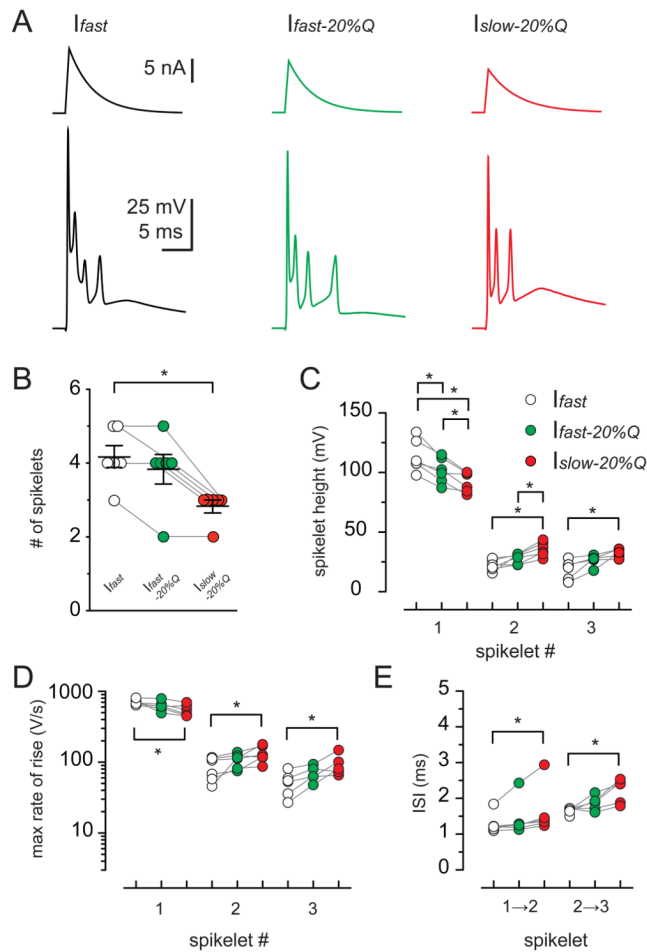 A
Ifast
Ifast-20%Q
Islow-20%Q
5 nA
25 mV
5 ms
B
# of spikelets
6
4
2
0
*
Ifast
Ifast-20%Q
Islow-20%Q
C
spikelet height (mV)
150
100
50
0
*
*
*
*
*
*
Ifast
Ifast-20%Q
Islow-20%Q
1 2 3
spikelet #
D
max rate of rise (V/s)
1000
100
10
*
*
*
1 2 3
spikelet #
E
ISI (ms)
5
4
3
2
1
0
*
*
1→2 2→3
spikelet